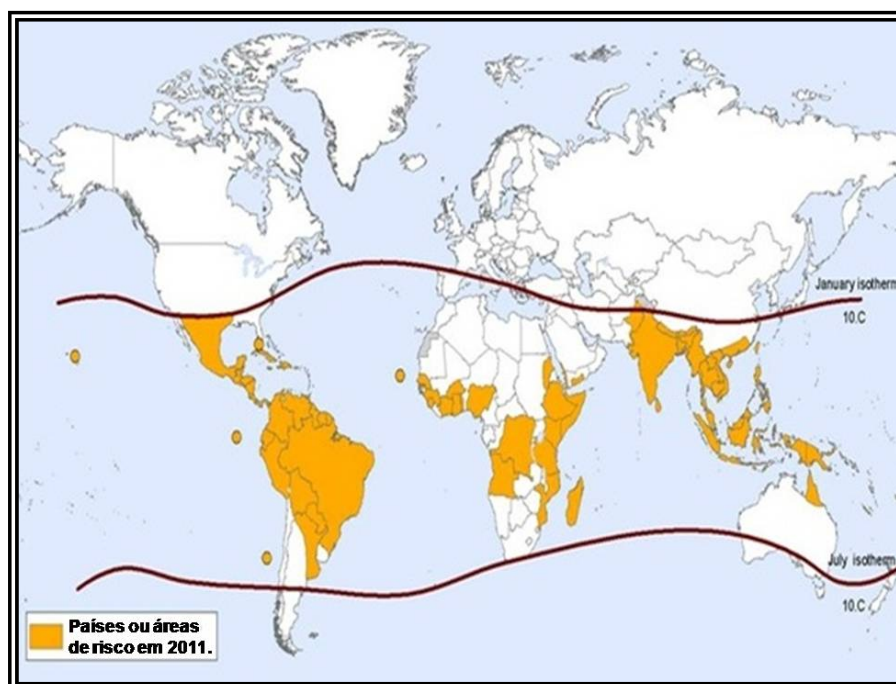 January isotherm
10.C
July isotherm
10.C
Países ou áreas
de risco em 2011.